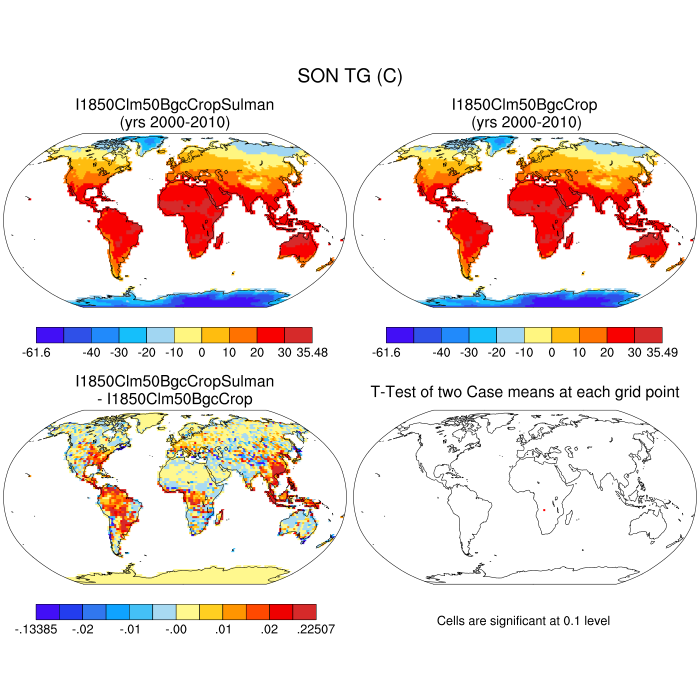 SON TG (C)
I1850Clm50BgcCropSulman
(yrs 2000-2010)
I1850Clm50BgcCrop
(yrs 2000-2010)
-61.6 -40 -30 -20 -10 0 10 20 30 35.48
-61.6 -40 -30 -20 -10 0 10 20 30 35.49
I1850Clm50BgcCropSulman
- I1850Clm50BgcCrop
T-Test of two Case means at each grid point
-.13385 -.02 -.01 -.00 .01 .02 .22507
Cells are significant at 0.1 level